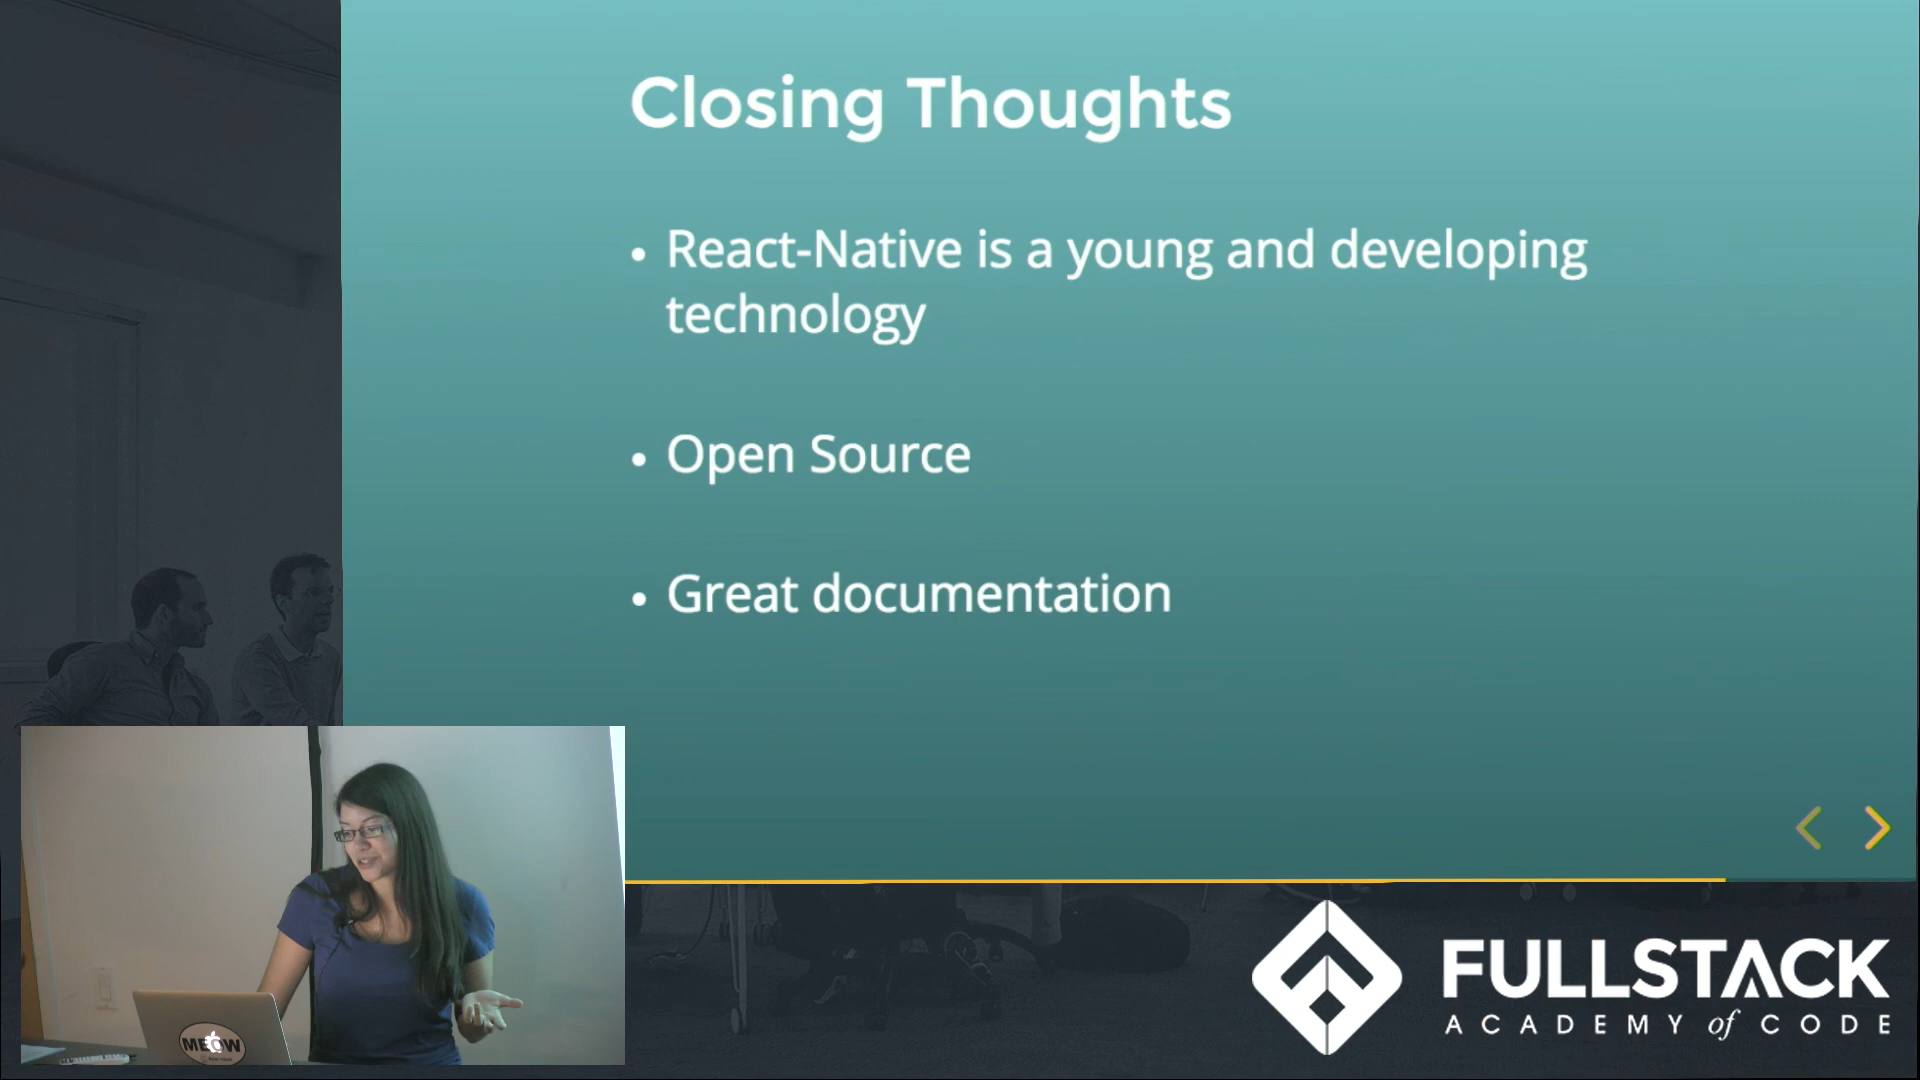 Closing Thoughts
• React-Native is a young and developing
technology
• Open Source
• Great documentation
MEOW
FULLSTACK
ACADEMY of CODE